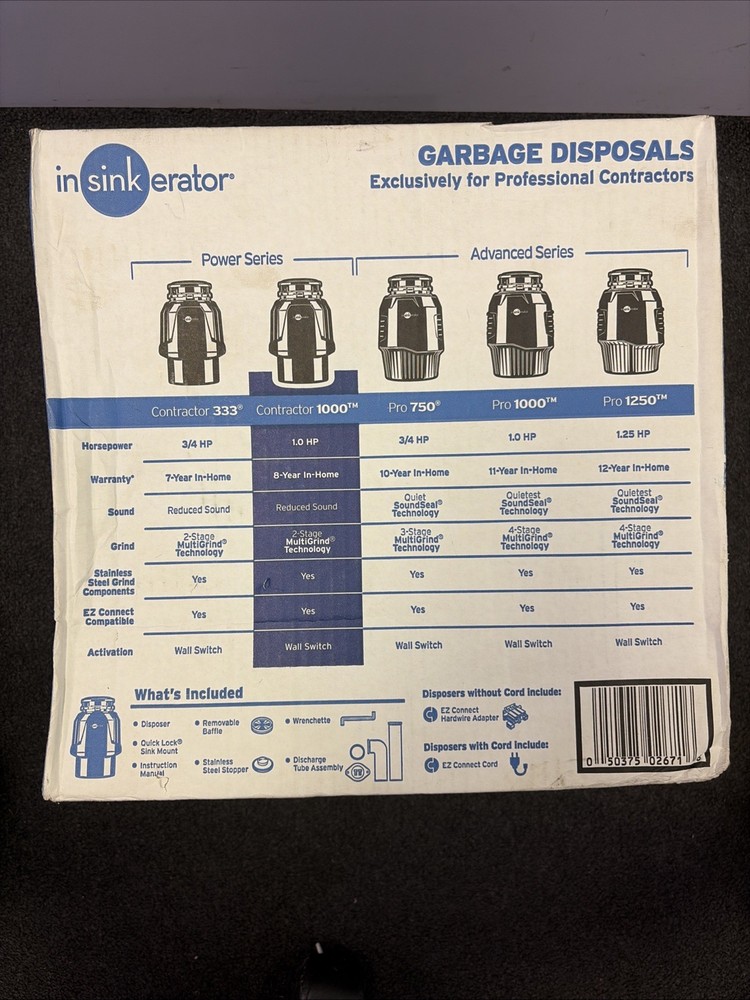 insinkerator®
GARBAGE DISPOSALS
Exclusively for Professional Contractors
Power Series
Advanced Series
Contractor 333® Contractor 1000™ Pro 750® Pro 1000™ Pro 1250™
Horsepower 3/4 HP 1.0 HP 3/4 HP 1.0 HP 1.25 HP
Warranty* 7-Year In-Home 8-Year In-Home 10-Year In-Home 11-Year In-Home 12-Year In-Home
Sound Reduced Sound Reduced Sound Quiet SoundSeal® Technology Quietest SoundSeal® Technology Quietest SoundSeal® Technology
Grind 2-Stage MultiGrind® Technology 2-Stage MultiGrind® Technology 3-Stage MultiGrind® Technology 4-Stage MultiGrind® Technology 4-Stage MultiGrind® Technology
Stainless Steel Grind Components Yes Yes Yes Yes Yes
EZ Connect Compatible Yes Yes Yes Yes Yes
Activation Wall Switch Wall Switch Wall Switch Wall Switch Wall Switch
What's Included
• Disposer
• Quick Lock®
Sink Mount
• Instruction
Manual
• Removable
Baffle
• Stainless
Steel Stopper
• Wrenchette
• Discharge
Tube Assembly
Disposers without Cord include:
EZ Connect
Hardwire Adapter
Disposers with Cord Include:
EZ Connect Cord
0 50375 02671